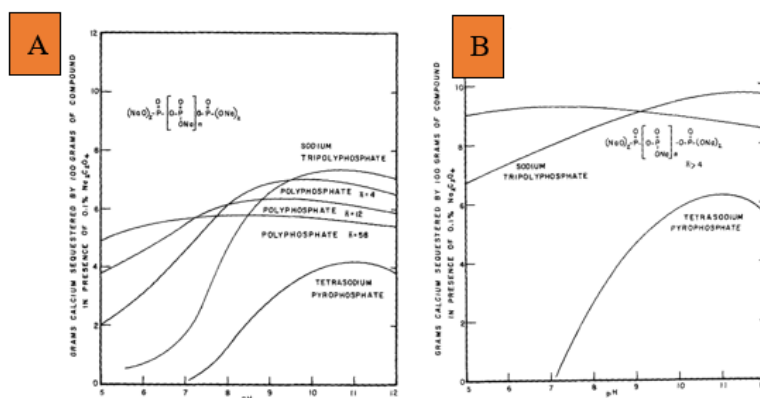 A
12
10
8
6
4
2
0
GRAMS CALCIUM SEQUESTERED BY 100 GRAMS OF COMPOUND
IN PRESENCE OF 0.1% Na₂C₂O₄
SODIUM
TRIPOLYPHOSPHATE
POLYPHOSPHATE n̄=4
POLYPHOSPHATE n̄=12
POLYPHOSPHATE n̄=58
TETRASODIUM
PYROPHOSPHATE
5 6 7 8 9 10 11 12
pH
B
10
8
6
4
2
0
GRAMS CALCIUM SEQUESTERED BY 100 GRAMS OF COMPOUND
IN PRESENCE OF 0.1% Na₂C₂O₄
SODIUM
TRIPOLYPHOSPHATE
n̄>4
TETRASODIUM
PYROPHOSPHATE
5 6 7 8 9 10 11 12
pH